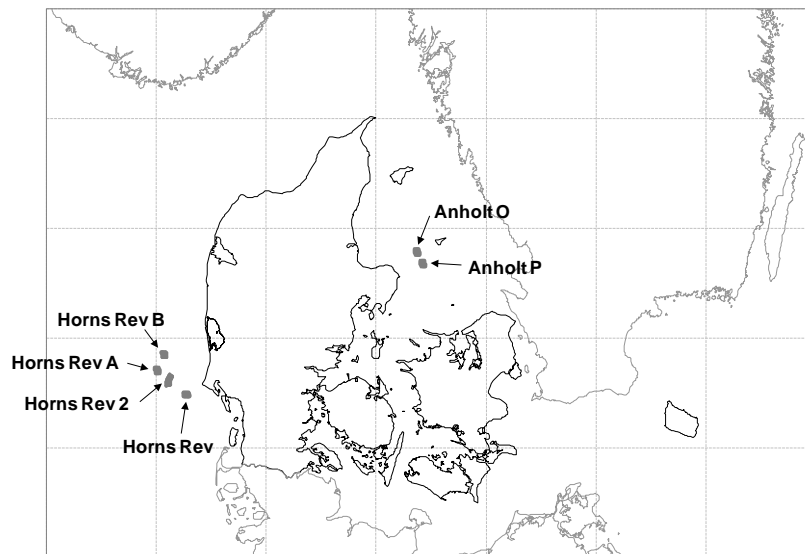 Anholt O
Anholt P
Horns Rev B
Horns Rev A
Horns Rev 2
Horns Rev